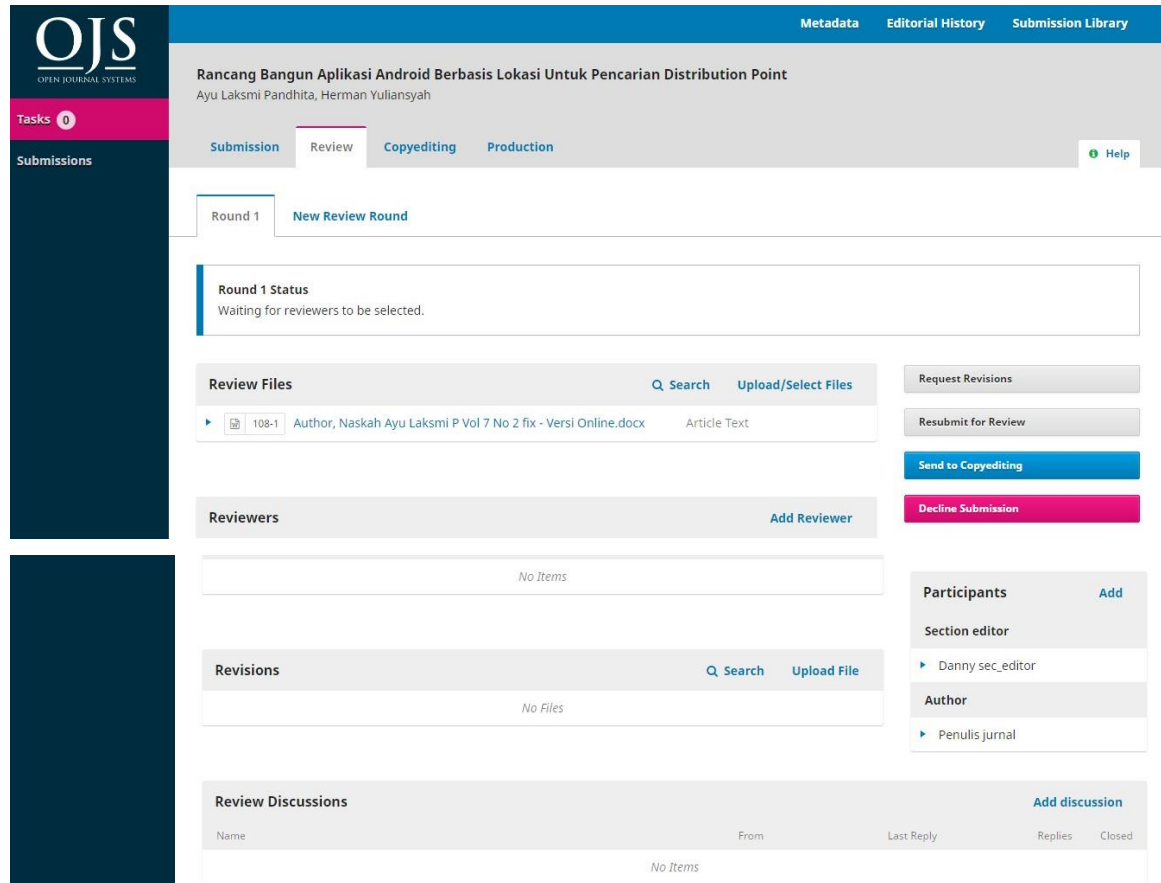 OJS
OPEN JOURNAL SYSTEMS
Metadata Editorial History Submission Library
Rancang Bangun Aplikasi Android Berbasis Lokasi Untuk Pencarian Distribution Point
Ayu Laksmi Pandhita, Herman Yuliansyah
Tasks 0
Submissions
Submission Review Copyediting Production
Help
Round 1 New Review Round
Round 1 Status
Waiting for reviewers to be selected.
Review Files Search Upload/Select Files
108-1 Author, Naskah Ayu Laksmi P Vol 7 No 2 fix - Versi Online.docx Article Text
Request Revisions
Resubmit for Review
Send to Copyediting
Decline Submission
Reviewers Add Reviewer
No Items
Participants Add
Section editor
Danny sec_editor
Author
Penulis jurnal
Revisions Search Upload File
No Files
Review Discussions Add discussion
Name From Last Reply Replies Closed
No Items